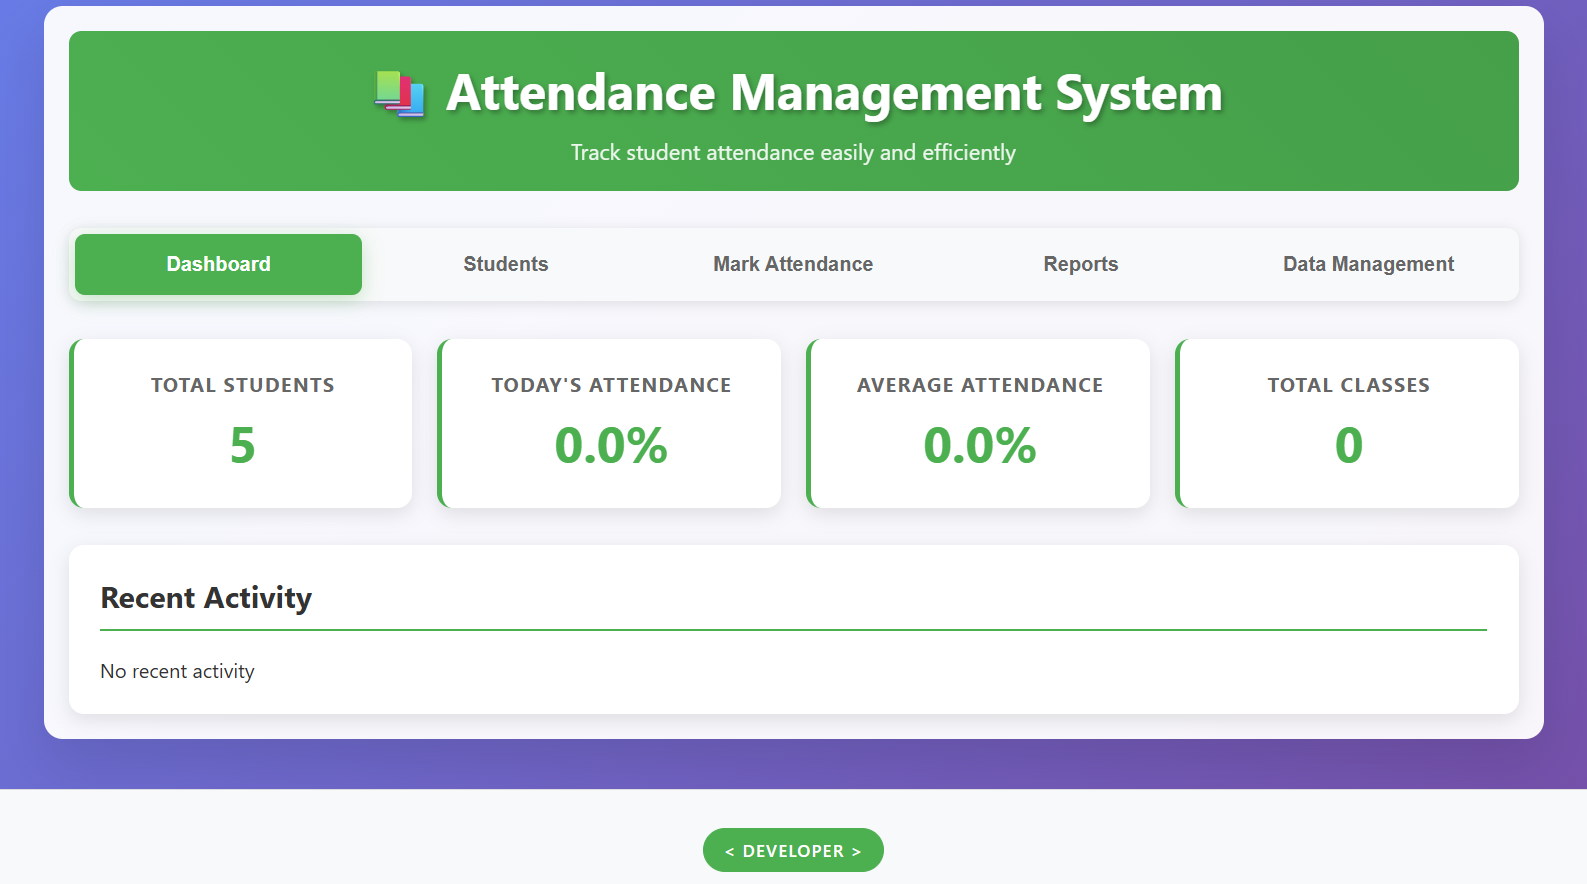 Attendance Management System
Track student attendance easily and efficiently
Dashboard
Students
Mark Attendance
Reports
Data Management
TOTAL STUDENTS
5
TODAY'S ATTENDANCE
0.0%
AVERAGE ATTENDANCE
0.0%
TOTAL CLASSES
0
Recent Activity
No recent activity
< DEVELOPER >